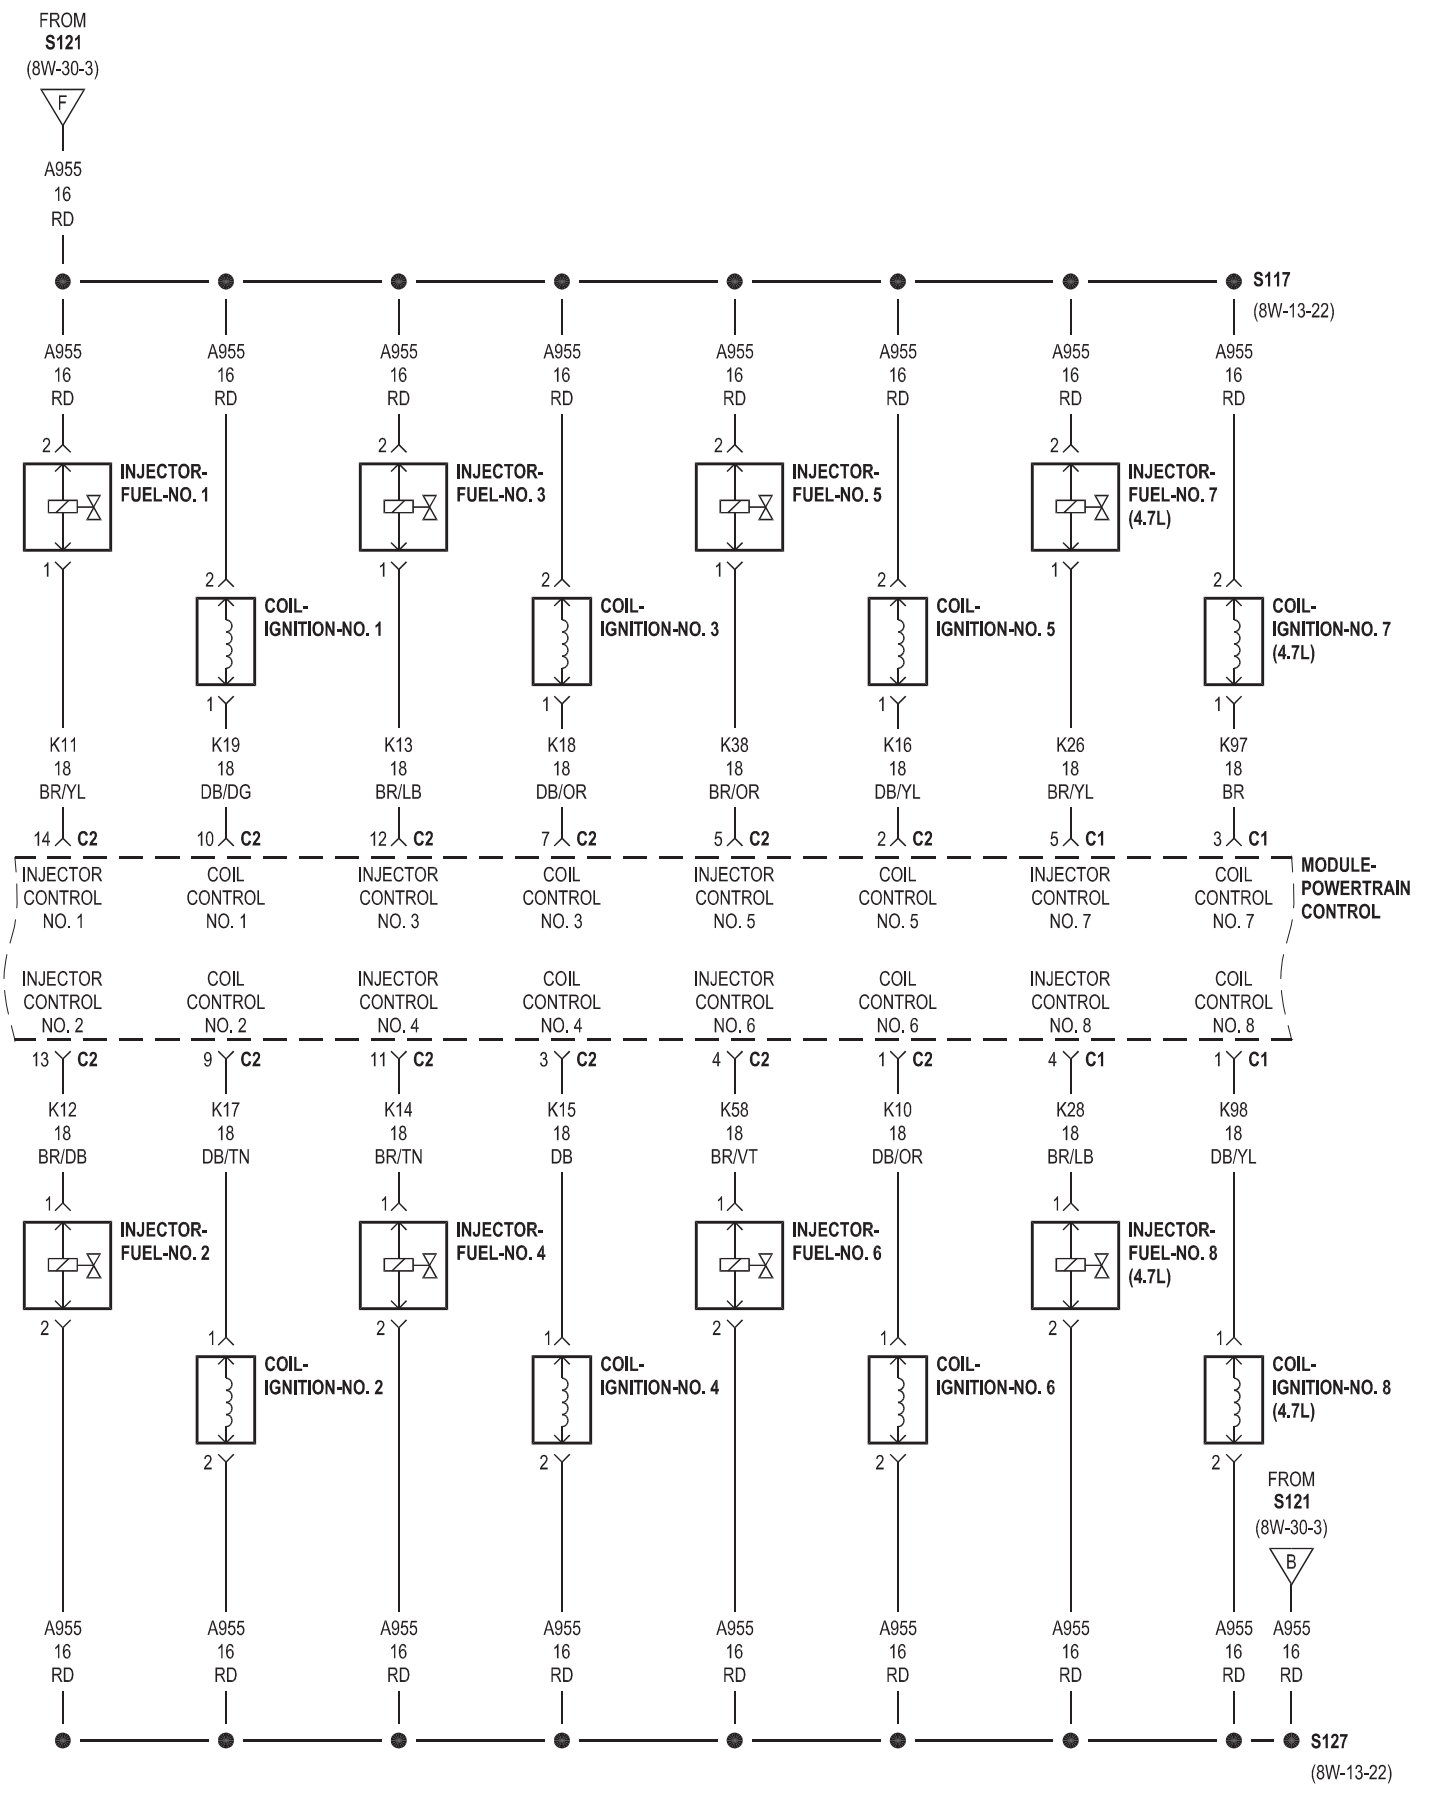 FROM
S121
(8W-30-3)
F
A955
16
RD
S117
(8W-13-22)
A955 A955 A955 A955 A955 A955 A955 A955
16 16 16 16 16 16 16 16
RD RD RD RD RD RD RD RD
2 2 2 2
INJECTOR- INJECTOR- INJECTOR- INJECTOR-
FUEL-NO. 1 FUEL-NO. 3 FUEL-NO. 5 FUEL-NO. 7
(4.7L)
1 1 1 1
2 2 2 2
COIL- COIL- COIL- COIL-
IGNITION-NO. 1 IGNITION-NO. 3 IGNITION-NO. 5 IGNITION-NO. 7
(4.7L)
1 1 1 1
K11 K19 K13 K18 K38 K16 K26 K97
18 18 18 18 18 18 18 18
BR/YL DB/DG BR/LB DB/OR BR/OR DB/YL BR/YL BR
14 C2 10 C2 12 C2 7 C2 5 C2 2 C2 5 C1 3 C1
INJECTOR COIL INJECTOR COIL INJECTOR COIL INJECTOR COIL
CONTROL CONTROL CONTROL CONTROL CONTROL CONTROL CONTROL CONTROL
NO. 1 NO. 1 NO. 3 NO. 3 NO. 5 NO. 5 NO. 7 NO. 7
MODULE-
POWERTRAIN
CONTROL
INJECTOR COIL INJECTOR COIL INJECTOR COIL INJECTOR COIL
CONTROL CONTROL CONTROL CONTROL CONTROL CONTROL CONTROL CONTROL
NO. 2 NO. 2 NO. 4 NO. 4 NO. 6 NO. 6 NO. 8 NO. 8
13 C2 9 C2 11 C2 3 C2 4 C2 1 C2 4 C1 1 C1
K12 K17 K14 K15 K58 K10 K28 K98
18 18 18 18 18 18 18 18
BR/DB DB/TN BR/TN DB BR/VT DB/OR BR/LB DB/YL
1 1 1 1
INJECTOR- INJECTOR- INJECTOR- INJECTOR-
FUEL-NO. 2 FUEL-NO. 4 FUEL-NO. 6 FUEL-NO. 8
(4.7L)
2 2 2 2
1 1 1 1
COIL- COIL- COIL- COIL-
IGNITION-NO. 2 IGNITION-NO. 4 IGNITION-NO. 6 IGNITION-NO. 8
(4.7L)
2 2 2 2
FROM
S121
(8W-30-3)
B
A955 A955 A955 A955 A955 A955 A955 A955 A955
16 16 16 16 16 16 16 16 16
RD RD RD RD RD RD RD RD RD
S127
(8W-13-22)